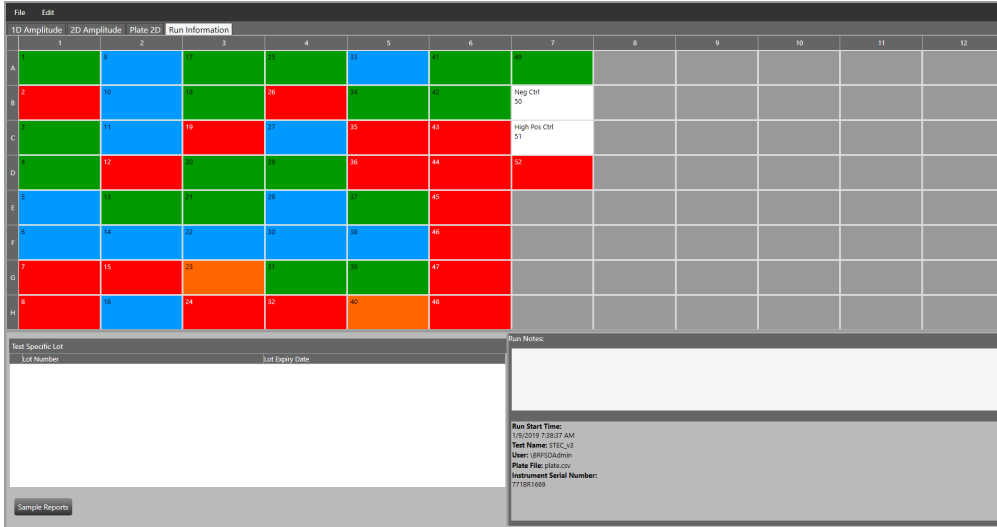 File Edit
1D Amplitude 2D Amplitude Plate 2D Run Information
1 2 3 4 5 6 7 8 9 10 11 12
A 1 9 17 25 33 41 49
B 2 10 18 26 34 42 Neg Ctrl
50
C 3 11 19 27 35 43 High Pos Ctrl
51
D 4 12 20 28 36 44 52
E 5 13 21 29 37 45
F 6 14 22 30 38 46
G 7 15 23 31 39 47
H 8 16 24 32 40 48
Test Specific Lot
Lot Number Lot Expiry Date
Sample Reports
Run Notes:
Run Start Time:
1/9/2019 7:38:37 AM
Test Name: STEC_v3
User: \BRFSDAdmin
Plate File: plate.csv
Instrument Serial Number:
771BR1669